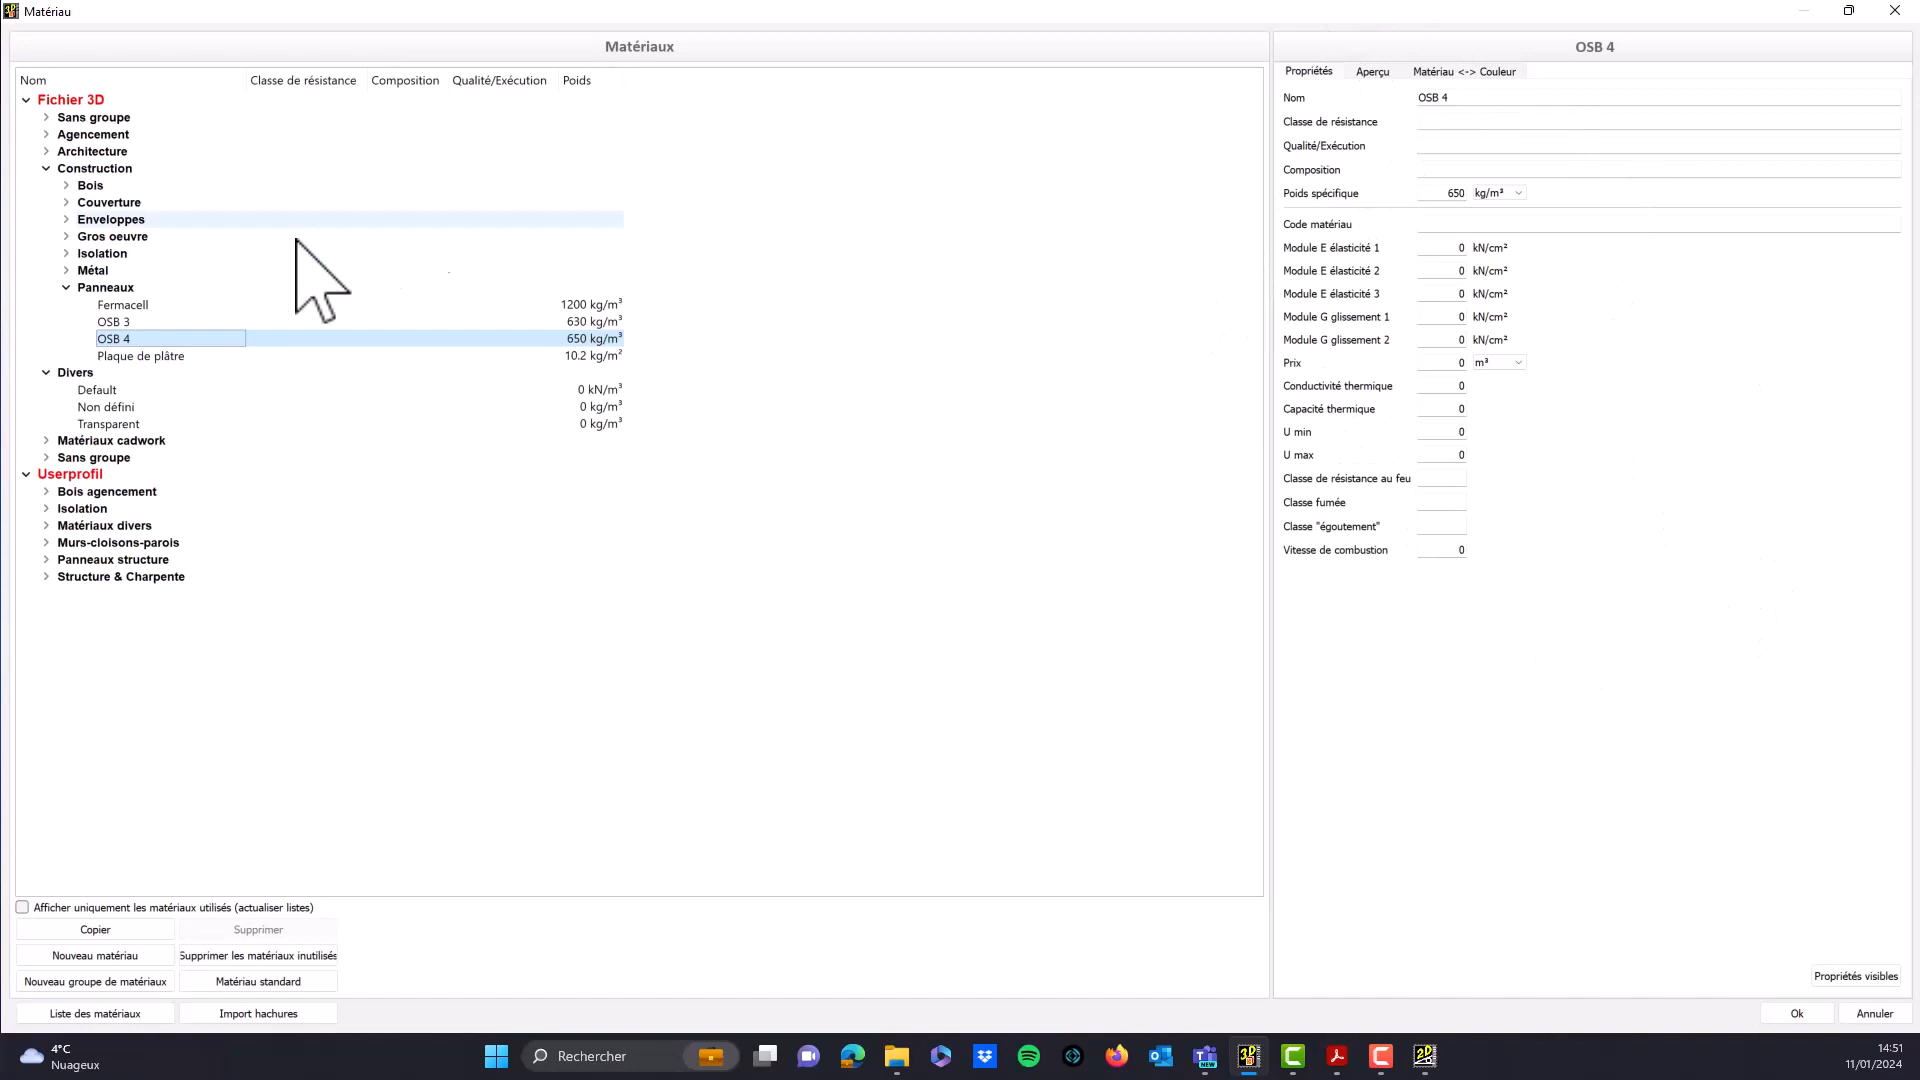 Matériau
Matériaux
Nom Classe de résistance Composition Qualité/Exécution Poids
Fichier 3D
Sans groupe
Agencement
Architecture
Construction
Bois
Couverture
Enveloppes
Gros oeuvre
Isolation
Métal
Panneaux
Fermacell 1200 kg/m³
OSB 3 630 kg/m³
OSB 4 650 kg/m³
Plaque de plâtre 10.2 kg/m²
Divers
Default 0 kN/m³
Non défini 0 kg/m³
Transparent 0 kg/m³
Matériaux cadwork
Sans groupe
Userprofil
Bois agencement
Isolation
Matériaux divers
Murs-cloisons-parois
Panneaux structure
Structure & Charpente
Afficher uniquement les matériaux utilisés (actualiser listes)
Copier Supprimer
Nouveau matériau Supprimer les matériaux inutilisés
Nouveau groupe de matériaux Matériau standard
Liste des matériaux Import hachures
OSB 4
Propriétés Aperçu Matériau <-> Couleur
Nom OSB 4
Classe de résistance
Qualité/Exécution
Composition
Poids spécifique 650 kg/m³
Code matériau
Module E élasticité 1 0 kN/cm²
Module E élasticité 2 0 kN/cm²
Module E élasticité 3 0 kN/cm²
Module G glissement 1 0 kN/cm²
Module G glissement 2 0 kN/cm²
Prix 0 m³
Conductivité thermique 0
Capacité thermique 0
U min 0
U max 0
Classe de résistance au feu
Classe fumée
Classe "égoutement"
Vitesse de combustion 0
Propriétés visibles
Ok Annuler
4°C
Nuageux
Rechercher
NEW
3D
2D
14:51
11/01/2024